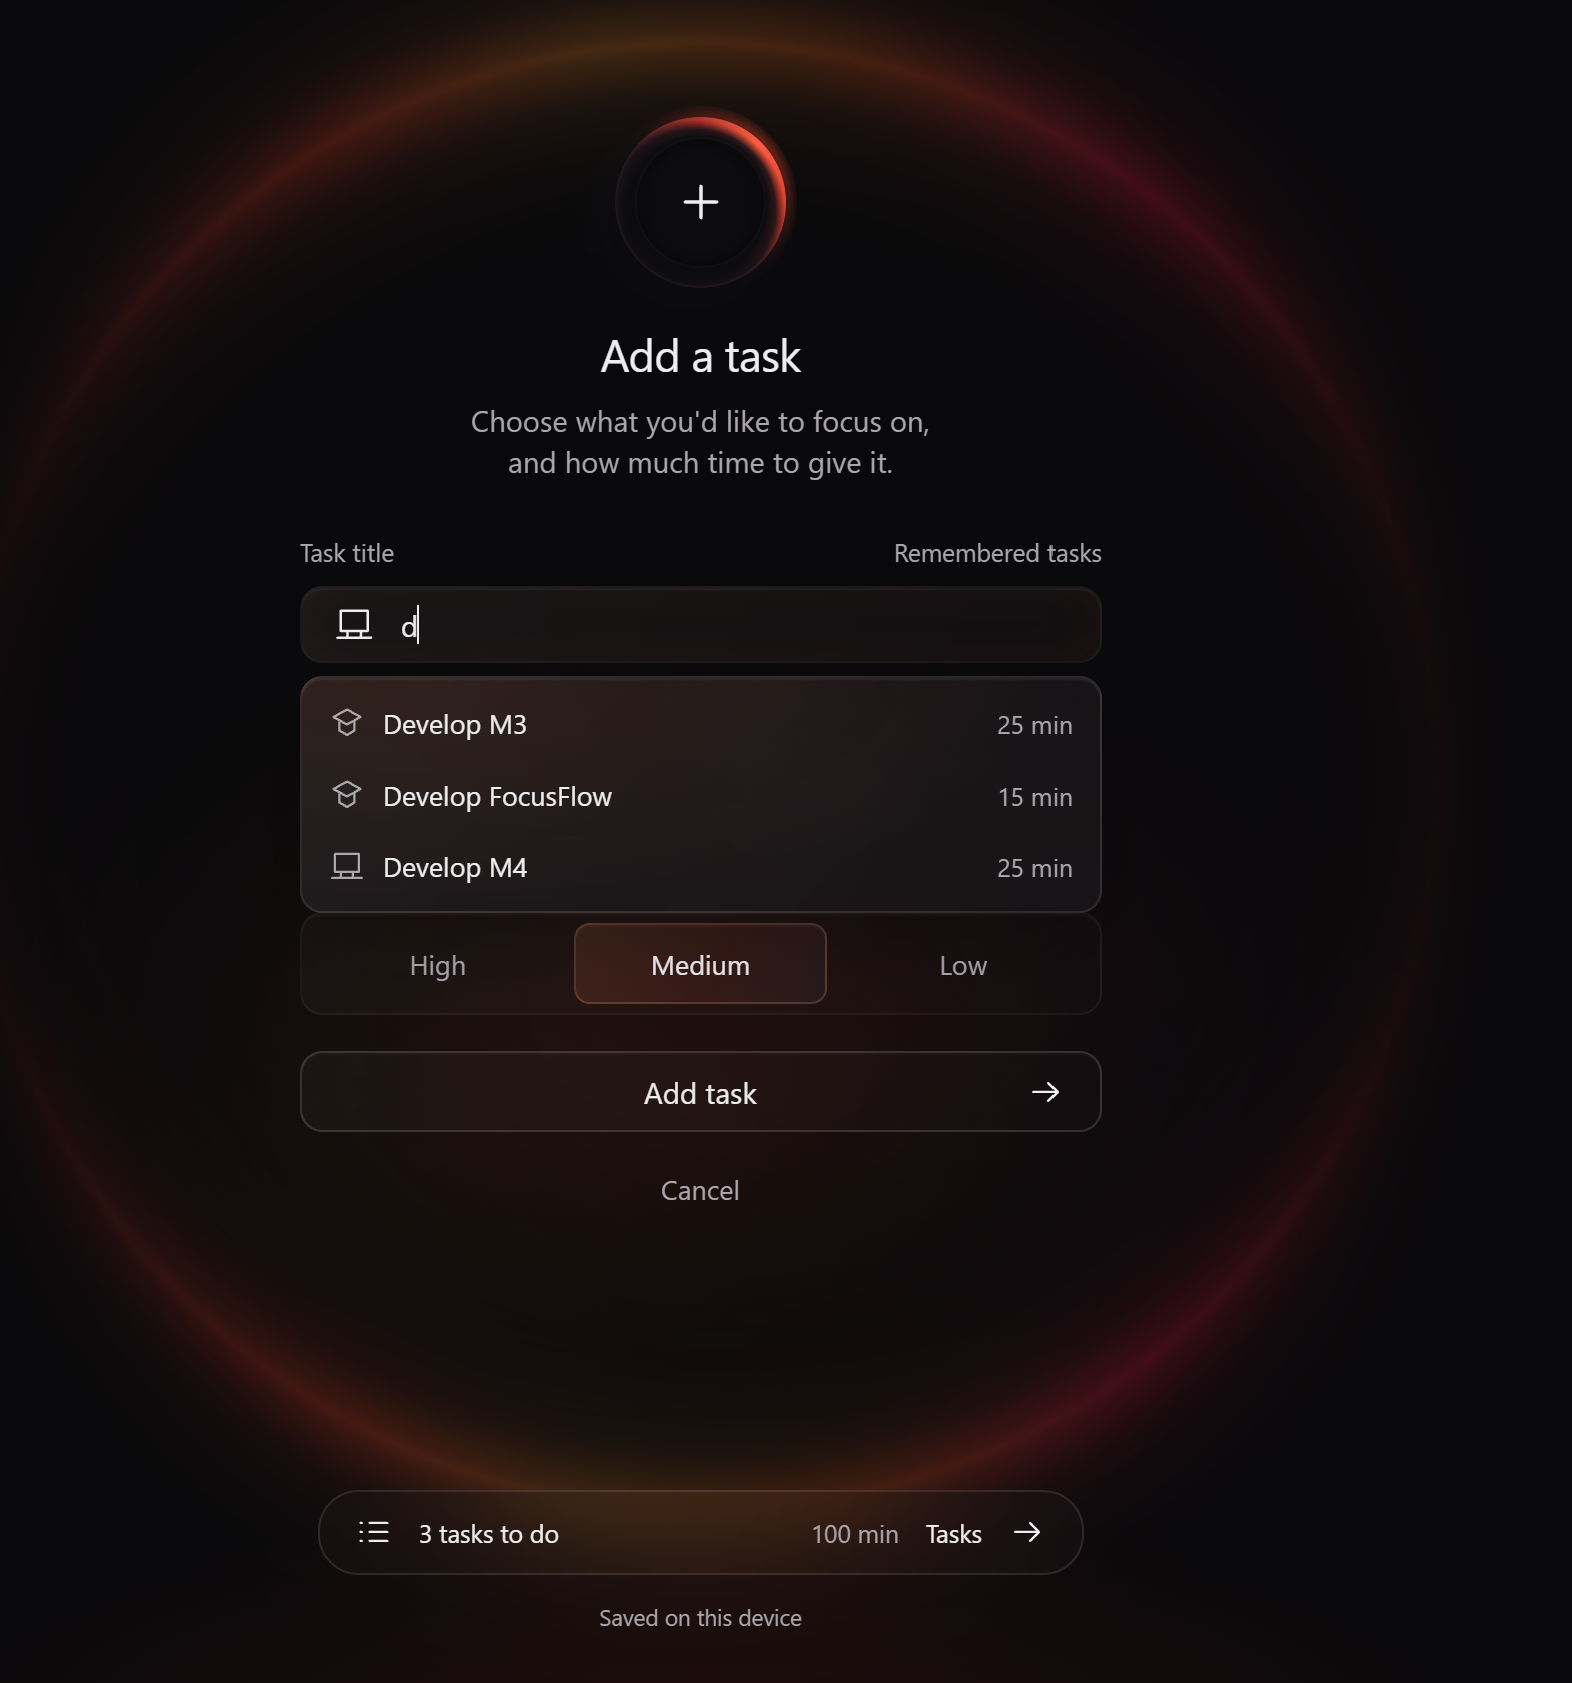 Add a task
Choose what you'd like to focus on,
and how much time to give it.
Task title
Remembered tasks
d
Develop M3
25 min
Develop FocusFlow
15 min
Develop M4
25 min
High
Medium
Low
Add task
Cancel
3 tasks to do
100 min
Tasks
Saved on this device